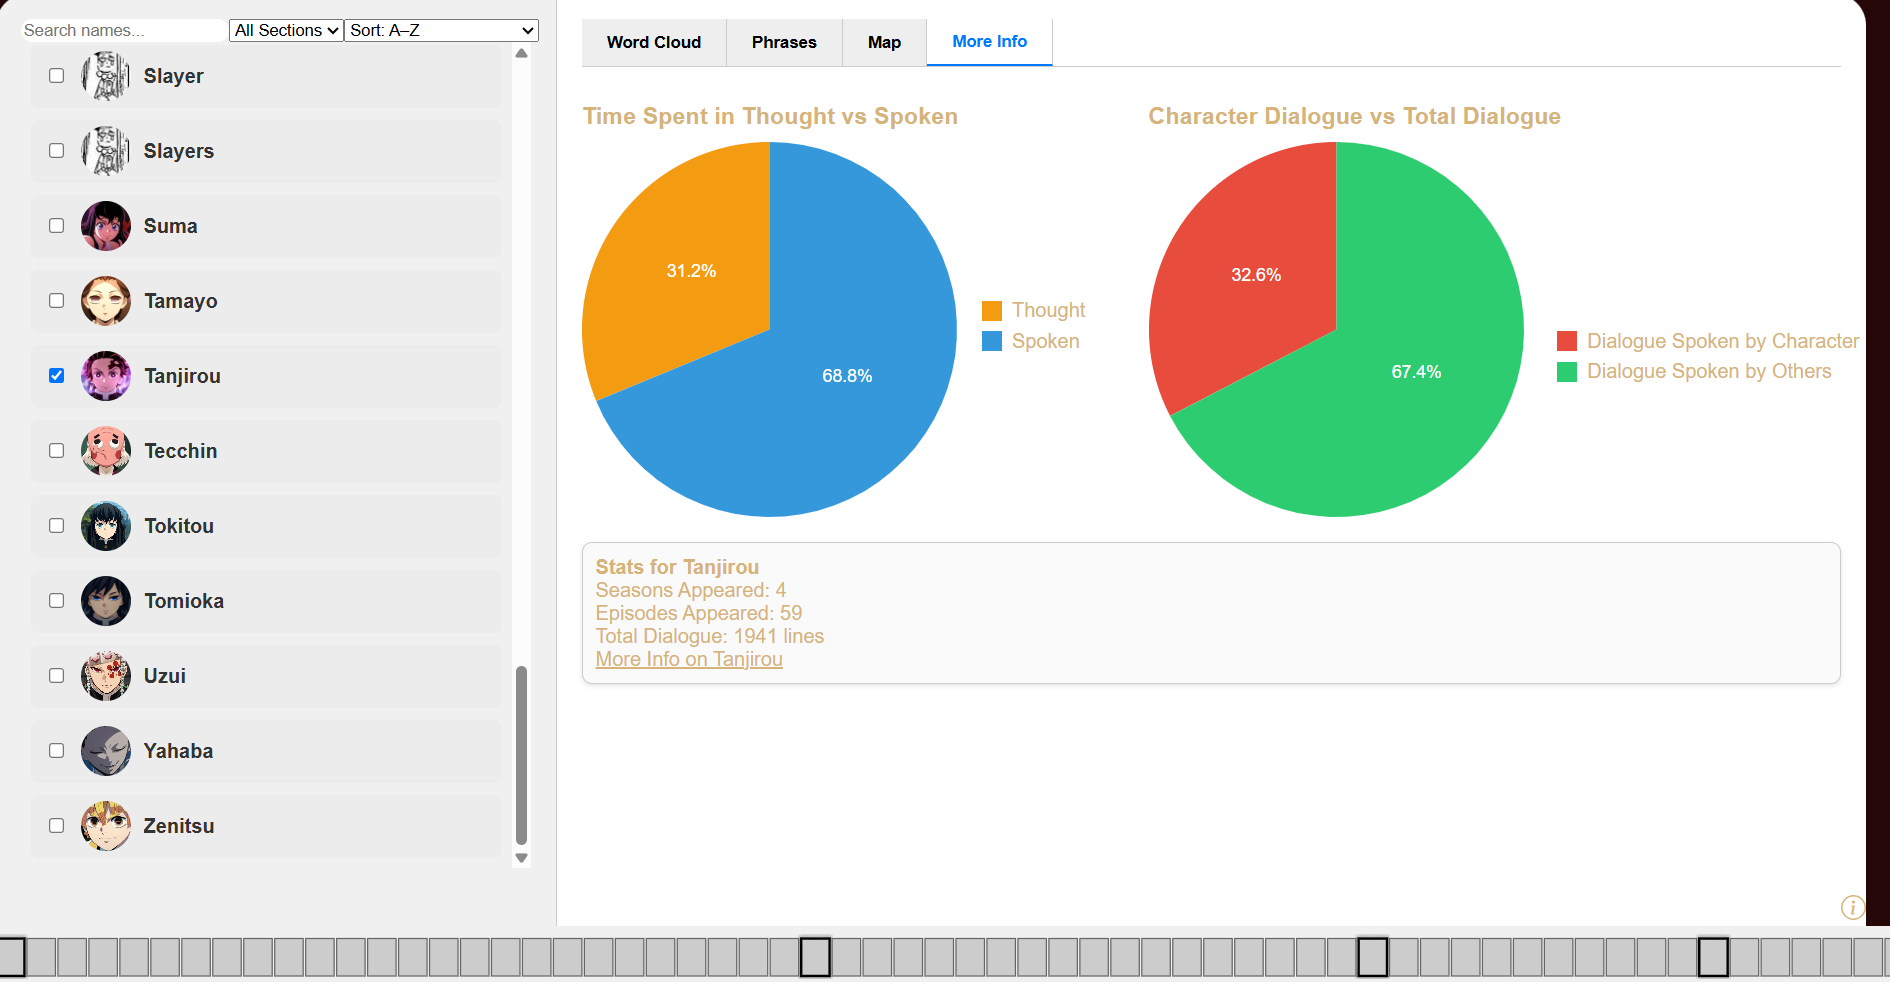 Search names...
All Sections
Sort: A–Z
Slayer
Slayers
Suma
Tamayo
Tanjirou
Tecchin
Tokitou
Tomioka
Uzui
Yahaba
Zenitsu
Word Cloud
Phrases
Map
More Info
Time Spent in Thought vs Spoken
31.2%
68.8%
Thought
Spoken
Character Dialogue vs Total Dialogue
32.6%
67.4%
Dialogue Spoken by Character
Dialogue Spoken by Others
Stats for Tanjirou
Seasons Appeared: 4
Episodes Appeared: 59
Total Dialogue: 1941 lines
More Info on Tanjirou
i